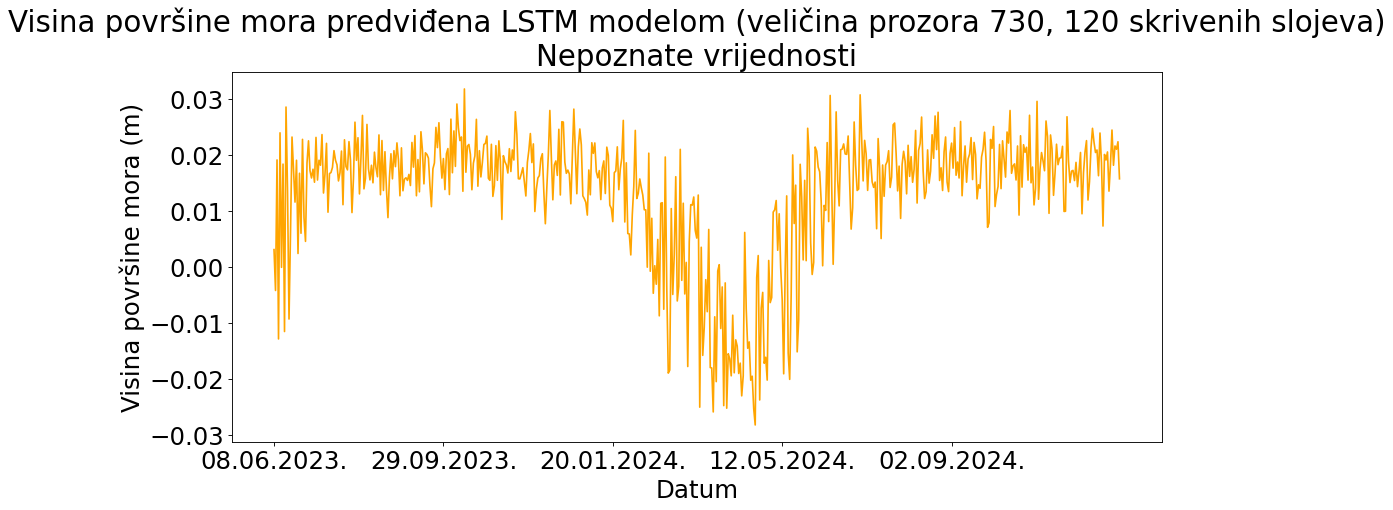 Visina površine mora predviđena LSTM modelom (veličina prozora 730, 120 skrivenih slojeva)
Nepoznate vrijednosti
Visina površine mora (m)
0.03
0.02
0.01
0.00
−0.01
−0.02
−0.03
08.06.2023. 29.09.2023. 20.01.2024. 12.05.2024. 02.09.2024.
Datum